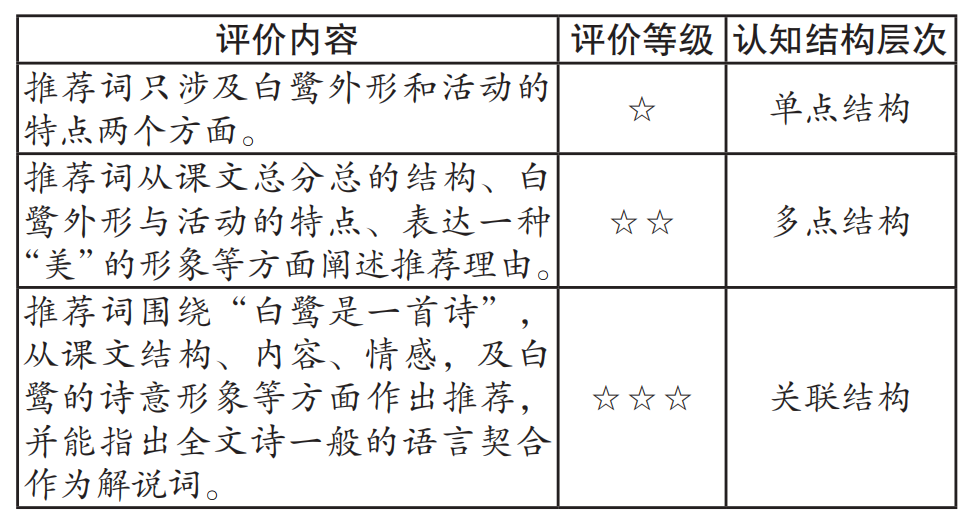 评价内容 评价等级 认知结构层次
推荐词只涉及白鹭外形和活动的
特点两个方面。
☆ 单点结构
推荐词从课文总分总的结构、白
鹭外形与活动的特点、表达一种
“美”的形象等方面阐述推荐理由。
☆☆ 多点结构
推荐词围绕“白鹭是一首诗”，
从课文结构、内容、情感，及白
鹭的诗意形象等方面作出推荐，
并能指出全文诗一般的语言契合
作为解说词。
☆☆☆ 关联结构